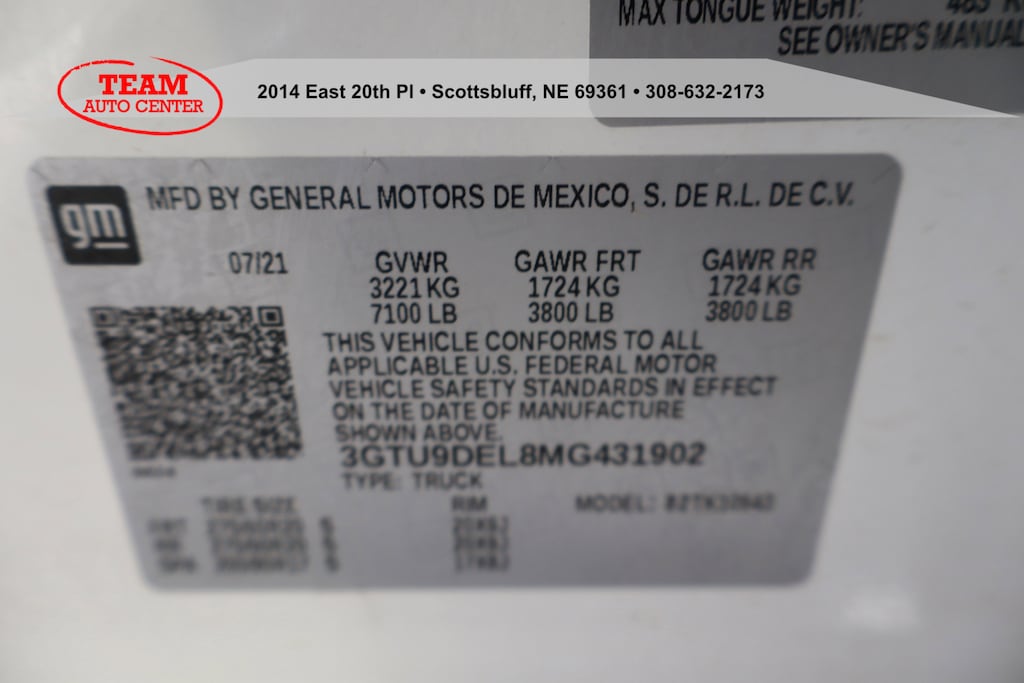 MAX TONGUE WEIGHT:
SEE OWNER'S MANUAL
TEAM
AUTO CENTER
2014 East 20th Pl • Scottsbluff, NE 69361 • 308-632-2173
gm
MFD BY GENERAL MOTORS DE MEXICO, S. DE R.L. DE C.V.
07/21 GVWR GAWR FRT GAWR RR
3221 KG 1724 KG 1724 KG
7100 LB 3800 LB 3800 LB
THIS VEHICLE CONFORMS TO ALL
APPLICABLE U.S. FEDERAL MOTOR
VEHICLE SAFETY STANDARDS IN EFFECT
ON THE DATE OF MANUFACTURE
SHOWN ABOVE.
3GTU9DEL8MG431902
TYPE: TRUCK
TIRE SIZE RIM MODEL: